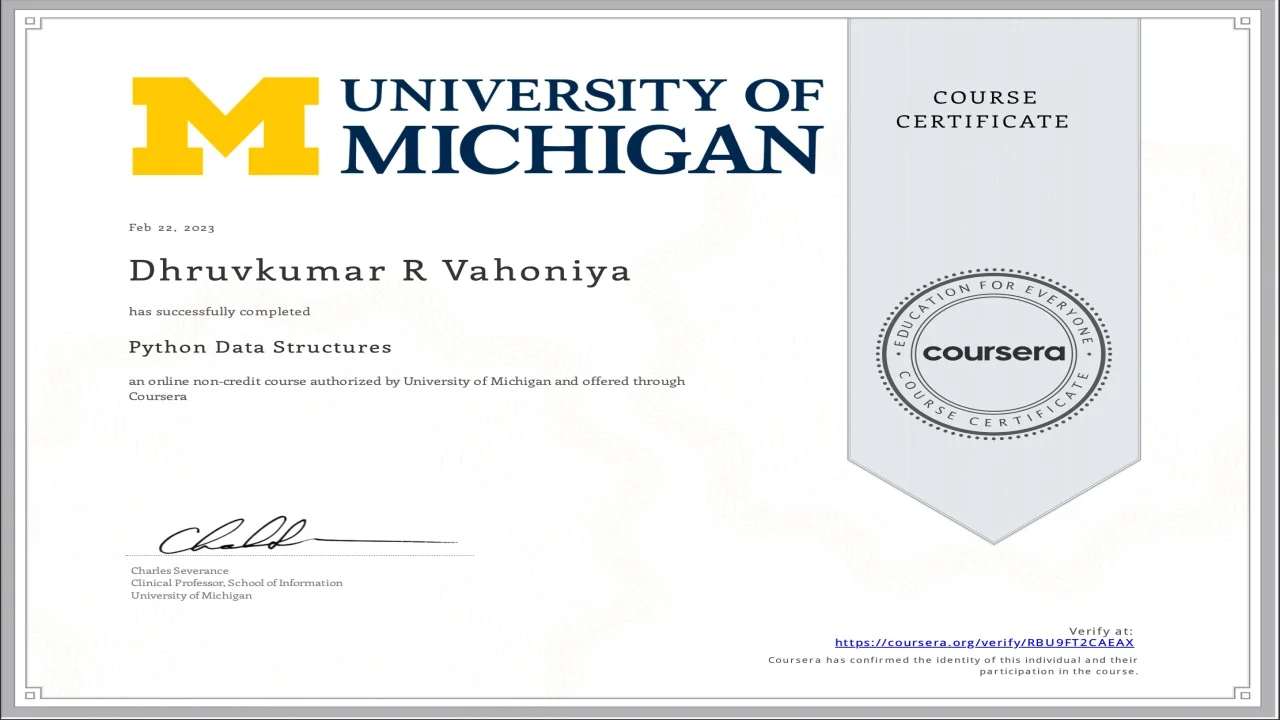 UNIVERSITY OF
MICHIGAN
COURSE
CERTIFICATE
Feb 22, 2023
Dhruvkumar R Vahoniya
has successfully completed
Python Data Structures
an online non-credit course authorized by University of Michigan and offered through
Coursera
EDUCATION FOR EVERYONE
coursera
COURSE CERTIFICATE
Charles Severance
Clinical Professor, School of Information
University of Michigan
Verify at:
https://coursera.org/verify/RBU9FT2CAEAX
Coursera has confirmed the identity of this individual and their
participation in the course.